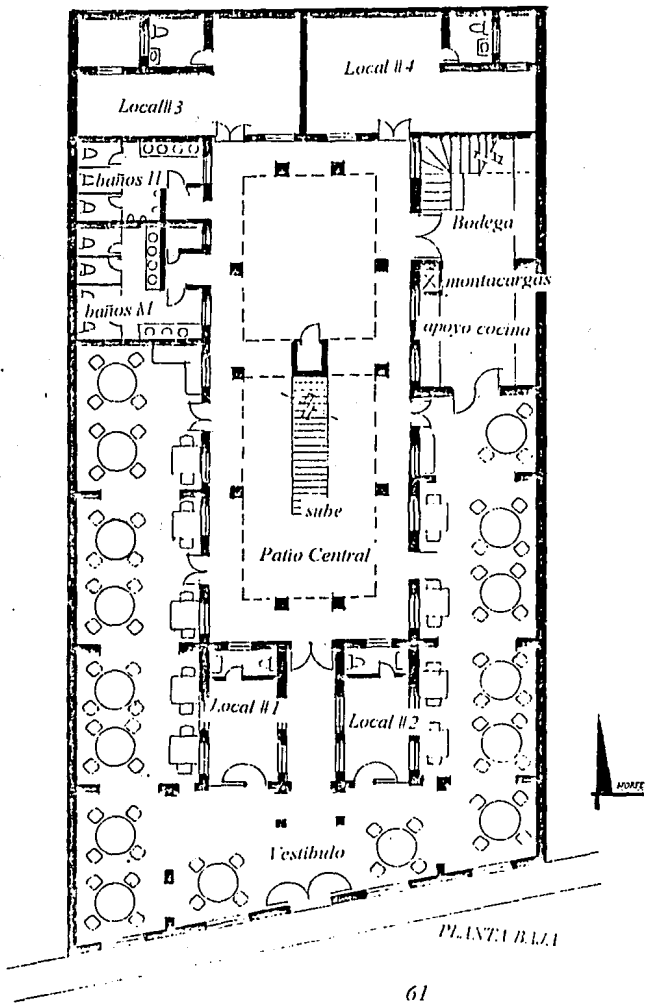 Local #4
Local#3
baños H
Bodega
montacargas
baños M
apoyo cocina
sube
Patio Central
Local #1
Local #2
NORTE
Vestíbulo
PLANTA BAJA
61